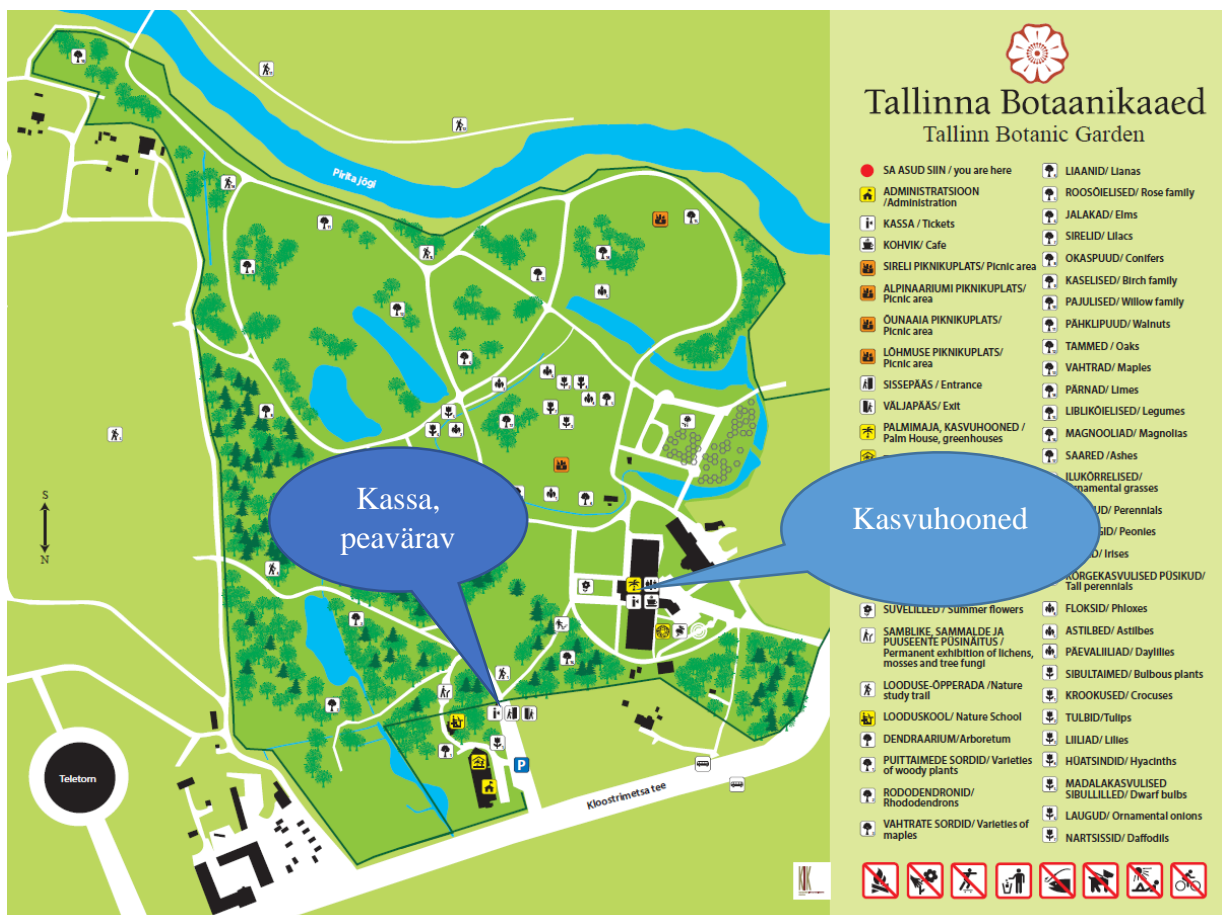 Pirita jõgi
S
N
Kassa,
peavärav
Kasvuhooned
Teletorn
Kloostrimetsa tee
P
Tallinna Botaanikaaed
Tallinn Botanic Garden
SA ASUD SIIN / you are here
ADMINISTRATSIOON
/Administration
KASSA / Tickets
KOHVIK/ Cafe
SIRELI PIKNIKUPLATS/ Picnic area
ALPINAARIUMI PIKNIKUPLATS/
Picnic area
ÕUNAAIA PIKNIKUPLATS/
Picnic area
LÕHMUSE PIKNIKUPLATS/
Picnic area
SISSEPÄÄS / Entrance
VÄLJAPÄÄS/ Exit
PALMIMAJA, KASVUHOONED /
Palm House, greenhouses
SUVELILLED / Summer flowers
SAMBLIKE, SAMMALDE JA
PUUSEENTE PÜSINÄITUS /
Permanent exhibition of lichens,
mosses and tree fungi
LOODUSE-ÕPPERADA /Nature
study trail
LOODUSKOOL/ Nature School
DENDRAARIUM/Arboretum
PUITTAIMEDE SORDID/ Varieties
of woody plants
RODODENDRONID/
Rhododendrons
VAHTRATE SORDID/ Varieties of
maples
LIAANID/ Lianas
ROOSÕIELISED/ Rose family
JALAKAD/ Elms
SIRELID/ Lilacs
OKASPUUD/ Conifers
KASELISED/ Birch family
PAJULISED/ Willow family
PÄHKLIPUUD/ Walnuts
TAMMED / Oaks
VAHTRAD/ Maples
PÄRNAD/ Limes
LIBLIKÕIELISED/ Legumes
MAGNOOLIAD/ Magnolias
SAARED /Ashes
ILUKÕRRELISED/
grasses
/ Perennials
/ Peonies
/ Irises
KÕRGEKASVULISED PÜSIKUD/
Tall perennials
FLOKSID/ Phloxes
ASTILBED/ Astilbes
PÄEVALIILIAD/ Daylilies
SIBULTAIMED/ Bulbous plants
KROOKUSED/ Crocuses
TULBID/Tulips
LIILIAD/ Lilies
HÜATSINDID/ Hyacinths
MADALAKASVULISED
SIBULLILLED/ Dwarf bulbs
LAUGUD/ Ornamental onions
NARTSISSID/ Daffodils